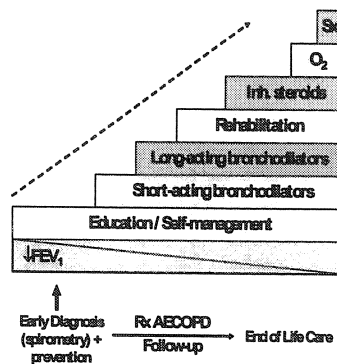 Sx
O₂
Inh. steroids
Rehabilitation
Long-acting bronchodilators
Short-acting bronchodilators
Education / Self-management
↓FEV₁
Early Diagnosis
(spirometry) +
prevention
Rx AECOPD
Follow-up
End of Life Care